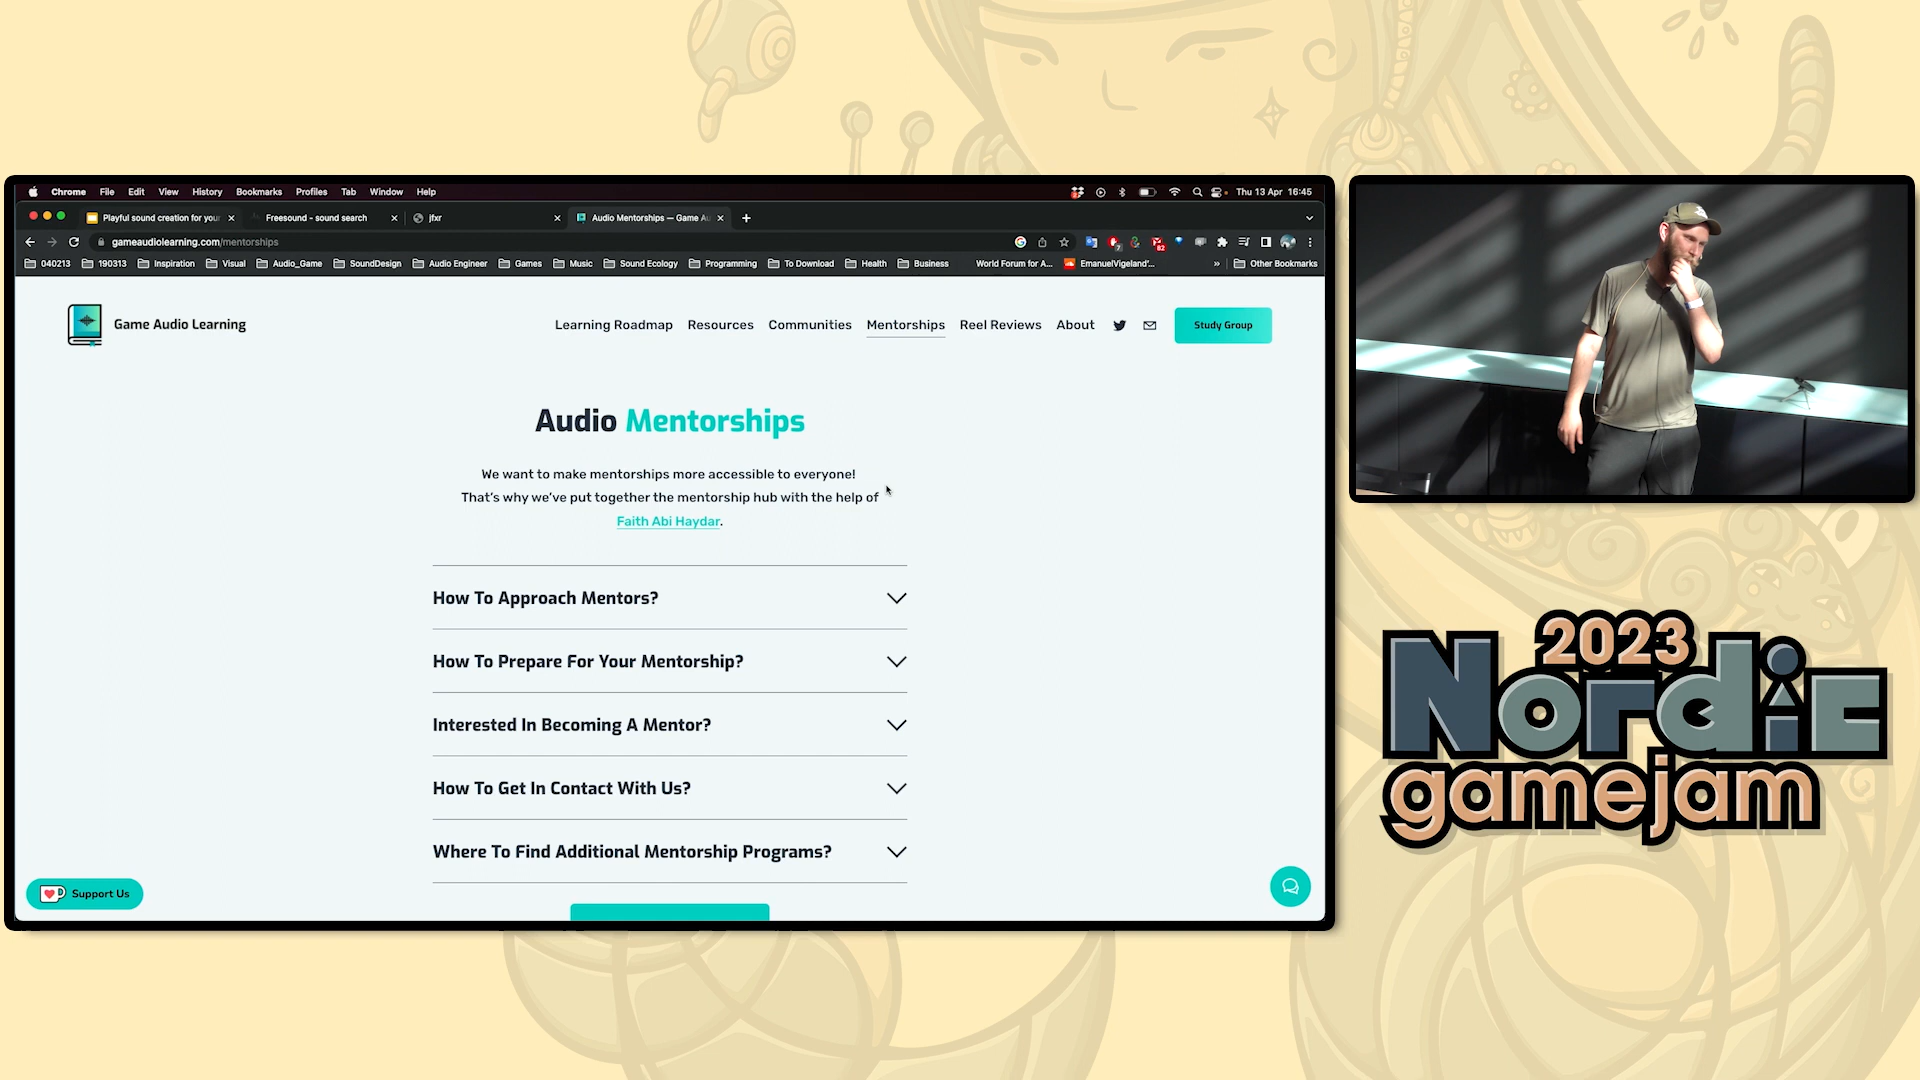 Chrome File Edit View History Bookmarks Profiles Tab Window Help
Thu 13 Apr 16:45
Playful sound creation for your
Freesound - sound search
jfxr
Audio Mentorships — Game Au
gameaudiolearning.com/mentorships
040213 190313 Inspiration Visual Audio_Game SoundDesign Audio Engineer Games Music Sound Ecology Programming To Download Health Business World Forum for A... EmanuelVigeland'... » Other Bookmarks
Game Audio Learning
Learning Roadmap Resources Communities Mentorships Reel Reviews About
Study Group
Audio Mentorships
We want to make mentorships more accessible to everyone!
That's why we've put together the mentorship hub with the help of
Faith Abi Haydar.
How To Approach Mentors?
How To Prepare For Your Mentorship?
Interested In Becoming A Mentor?
How To Get In Contact With Us?
Where To Find Additional Mentorship Programs?
Support Us
2023
Nordic
gamejam